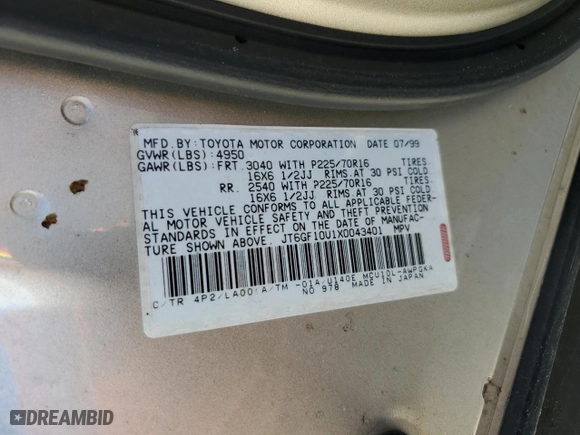 MFD.BY:TOYOTA MOTOR CORPORATION DATE 07/99
GVWR(LBS):4950
GAWR(LBS):FRT. 3040 WITH P225/70R16 TIRES.
16X6 1/2JJ RIMS.AT 30 PSI COLD
RR. 2540 WITH P225/70R16 TIRES.
16X6 1/2JJ RIMS.AT 30 PSI COLD
THIS VEHICLE CONFORMS TO ALL APPLICABLE FEDER-
AL MOTOR VEHICLE SAFETY AND THEFT PREVENTION
STANDARDS IN EFFECT ON THE DATE OF MANUFAC-
TURE SHOWN ABOVE. JT6GF10U1X0043401 MPV
C/TR 4P2/LA00 A/TM -01A/U140E MCU10L-AWPGKA
NO 978 MADE IN JAPAN
DREAMBID